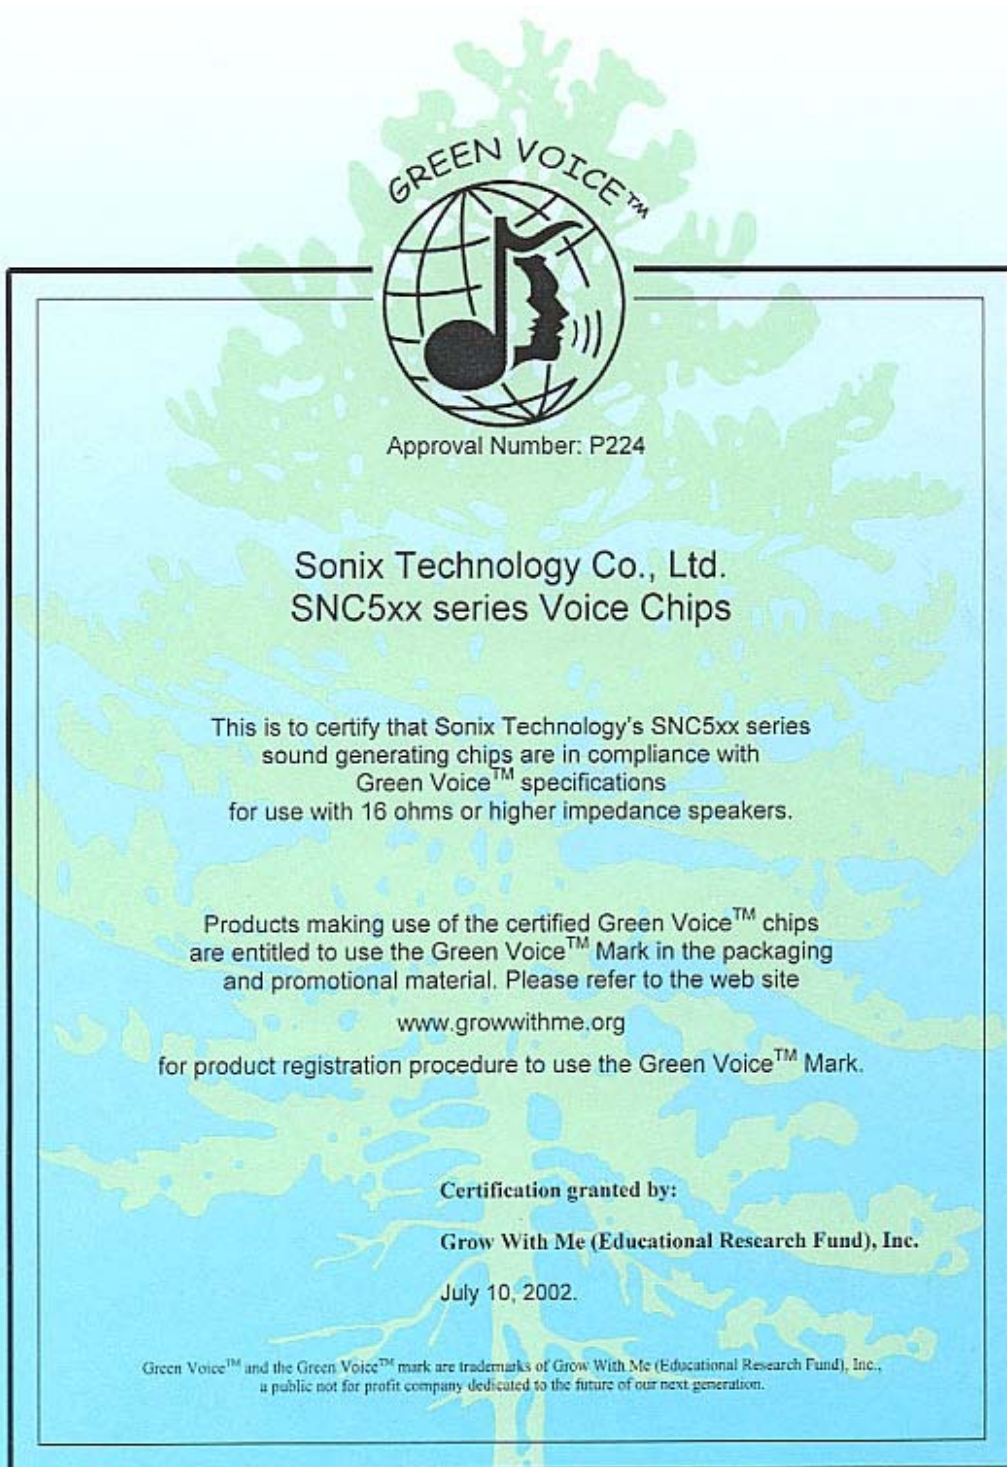 GREEN VOICE™
Approval Number: P224
Sonix Technology Co., Ltd.
SNC5xx series Voice Chips
This is to certify that Sonix Technology's SNC5xx series
sound generating chips are in compliance with
Green Voice™ specifications
for use with 16 ohms or higher impedance speakers.
Products making use of the certified Green Voice™ chips
are entitled to use the Green Voice™ Mark in the packaging
and promotional material. Please refer to the web site
www.growwithme.org
for product registration procedure to use the Green Voice™ Mark.
Certification granted by:
Grow With Me (Educational Research Fund), Inc.
July 10, 2002.
Green Voice™ and the Green Voice™ mark are trademarks of Grow With Me (Educational Research Fund), Inc.,
a public not for profit company dedicated to the future of our next generation.